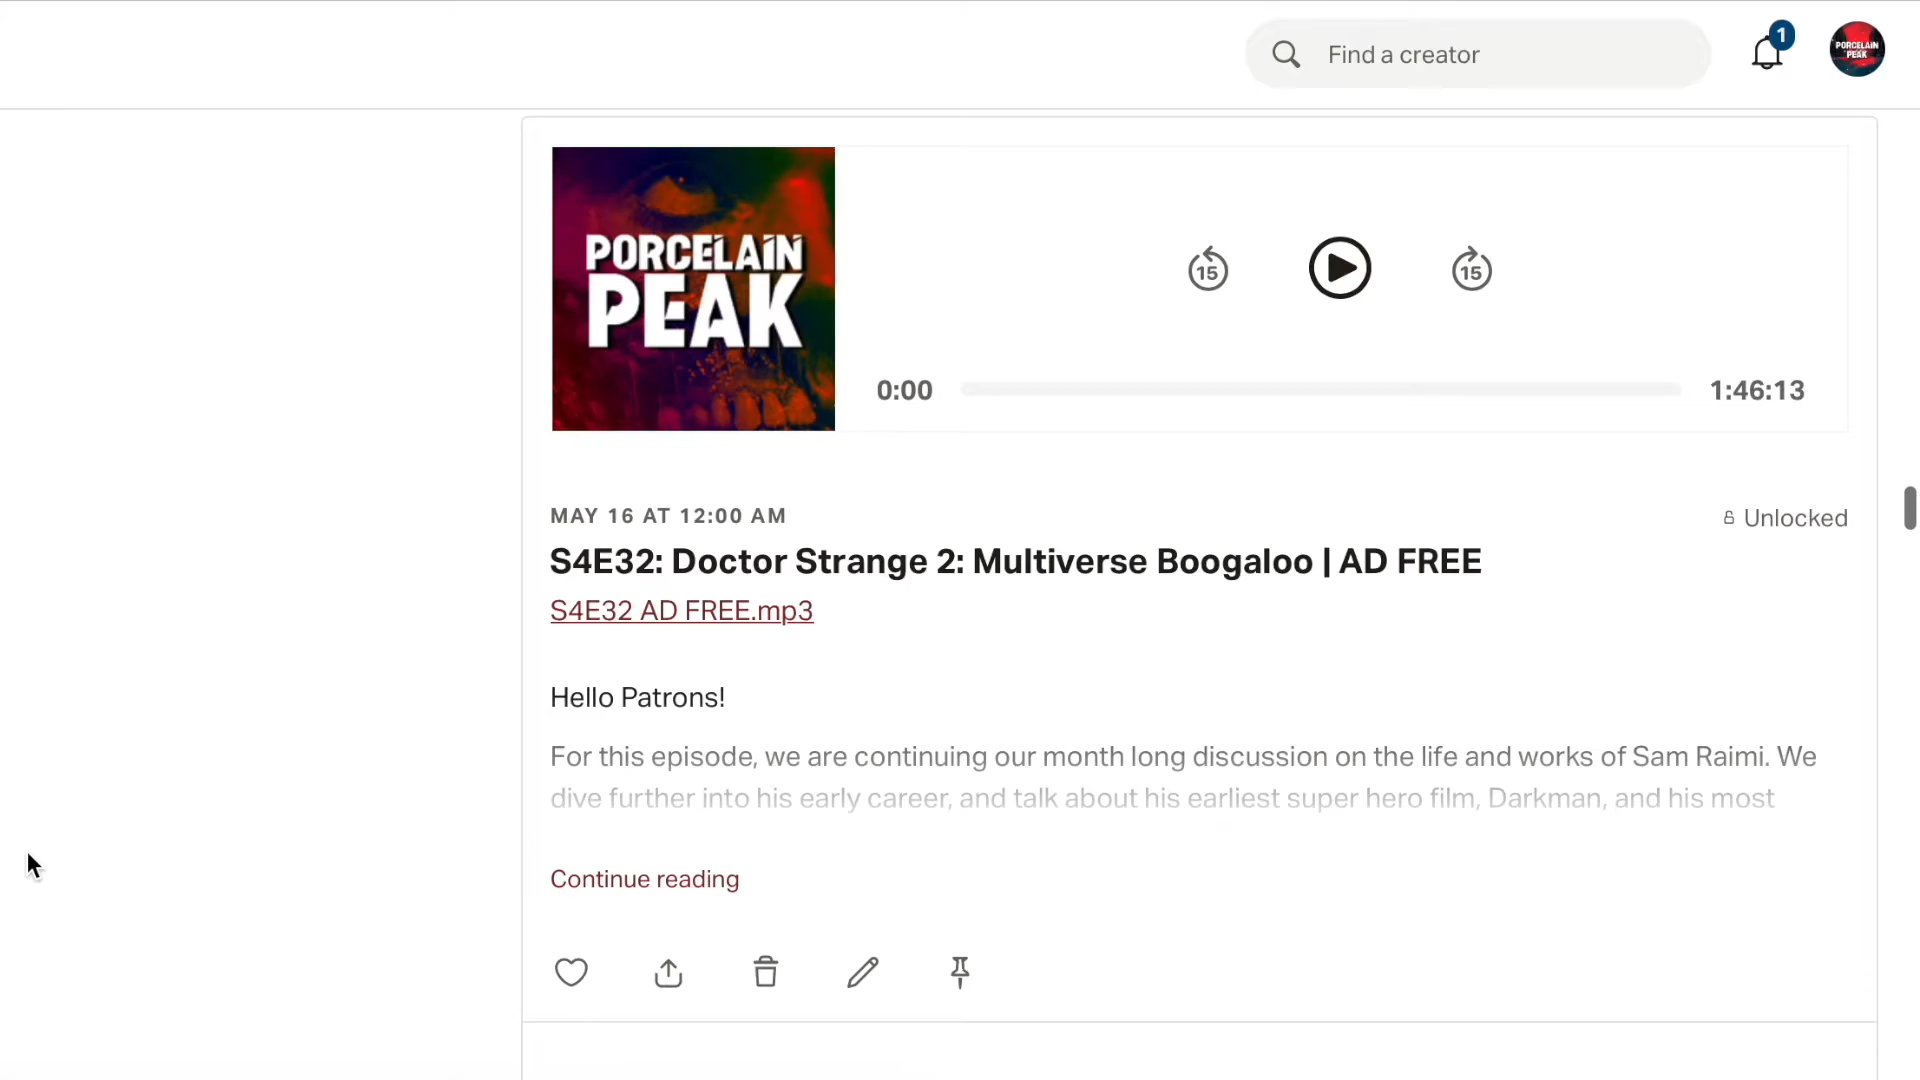 Find a creator
1
PORCELAIN
PEAK
PORCELAIN
PEAK
15
15
0:00
1:46:13
MAY 16 AT 12:00 AM
Unlocked
S4E32: Doctor Strange 2: Multiverse Boogaloo | AD FREE
S4E32 AD FREE.mp3
Hello Patrons!
For this episode, we are continuing our month long discussion on the life and works of Sam Raimi. We
dive further into his early career, and talk about his earliest super hero film, Darkman, and his most
Continue reading